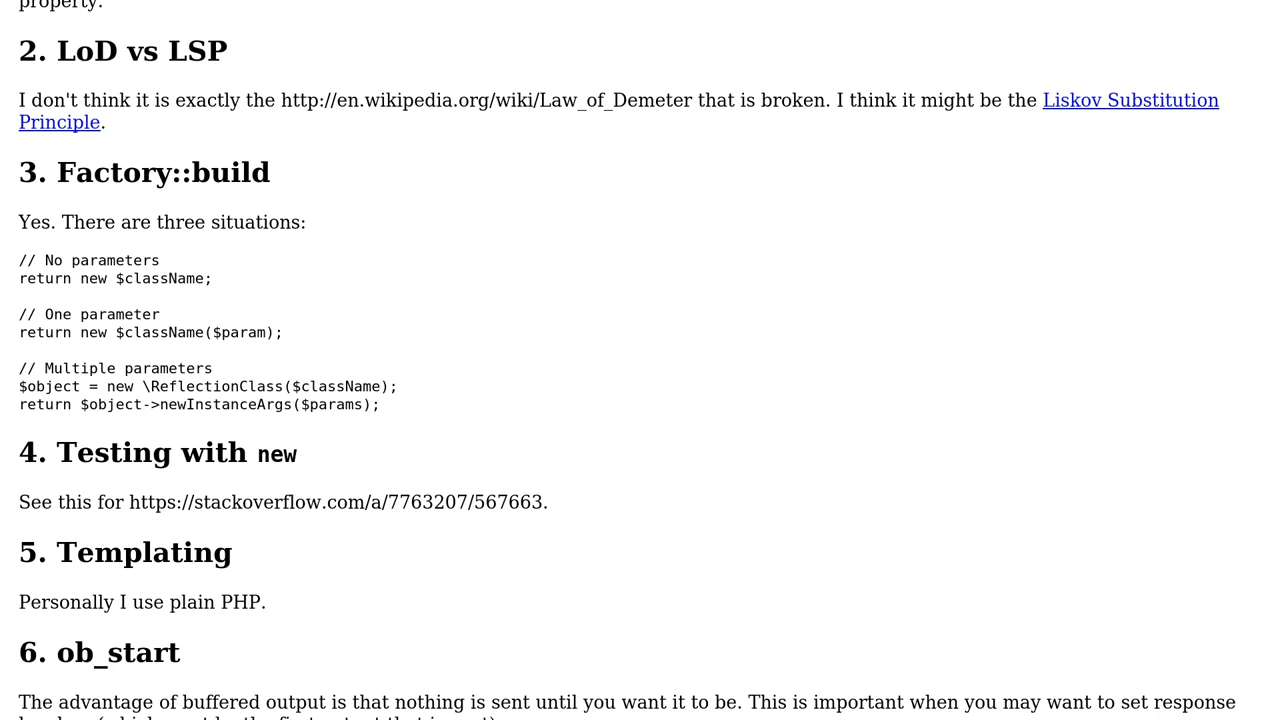 property.
2. LoD vs LSP
I don't think it is exactly the http://en.wikipedia.org/wiki/Law_of_Demeter that is broken. I think it might be the Liskov Substitution
Principle.
3. Factory::build
Yes. There are three situations:
// No parameters
return new $className;
// One parameter
return new $className($param);
// Multiple parameters
$object = new \ReflectionClass($className);
return $object->newInstanceArgs($params);
4. Testing with new
See this for https://stackoverflow.com/a/7763207/567663.
5. Templating
Personally I use plain PHP.
6. ob_start
The advantage of buffered output is that nothing is sent until you want it to be. This is important when you may want to set response